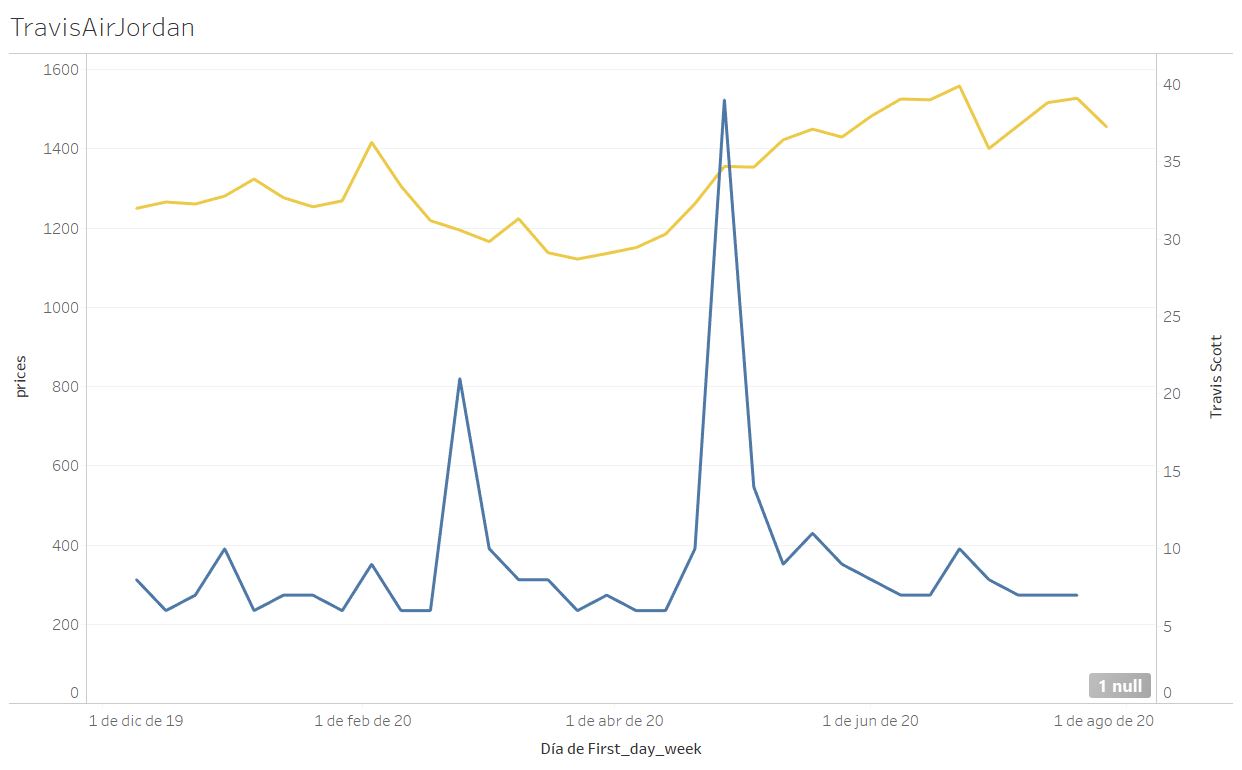 TravisAirJordan
1600
1400
1200
1000
800
600
400
200
0
prices
40
35
30
25
20
15
10
5
0
Travis Scott
1 null
1 de dic de 19
1 de feb de 20
1 de abr de 20
1 de jun de 20
1 de ago de 20
Día de First_day_week